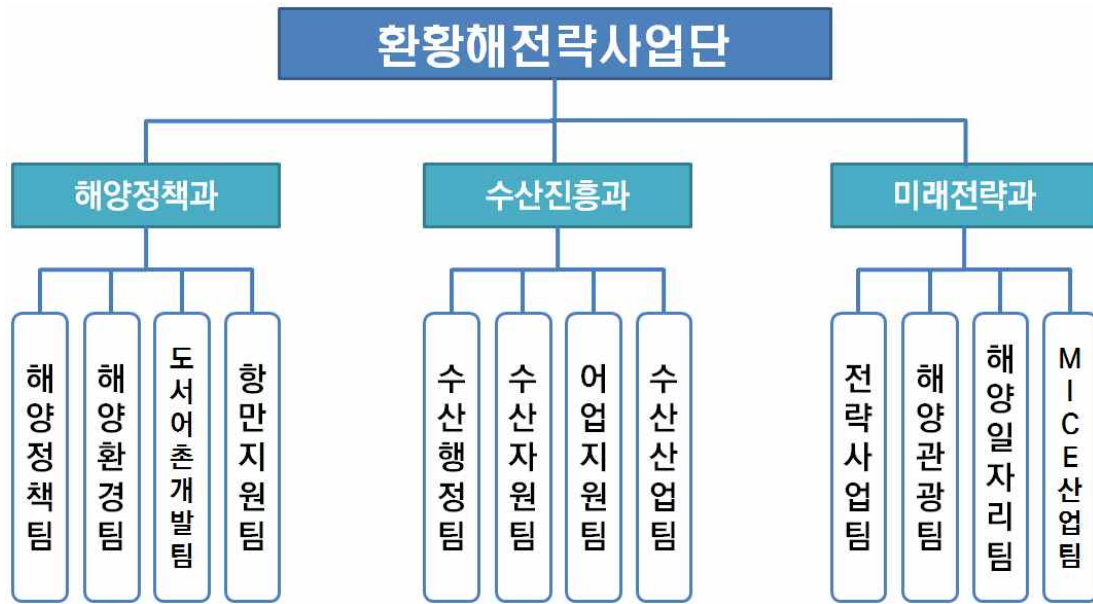 환황해전략사업단
해양정책과
수산진흥과
미래전략과
해양정책팀
해양환경팀
도서어촌개발팀
항만지원팀
수산행정팀
수산자원팀
어업지원팀
수산산업팀
전략사업팀
해양관광팀
해양일자리팀
MICE산업팀